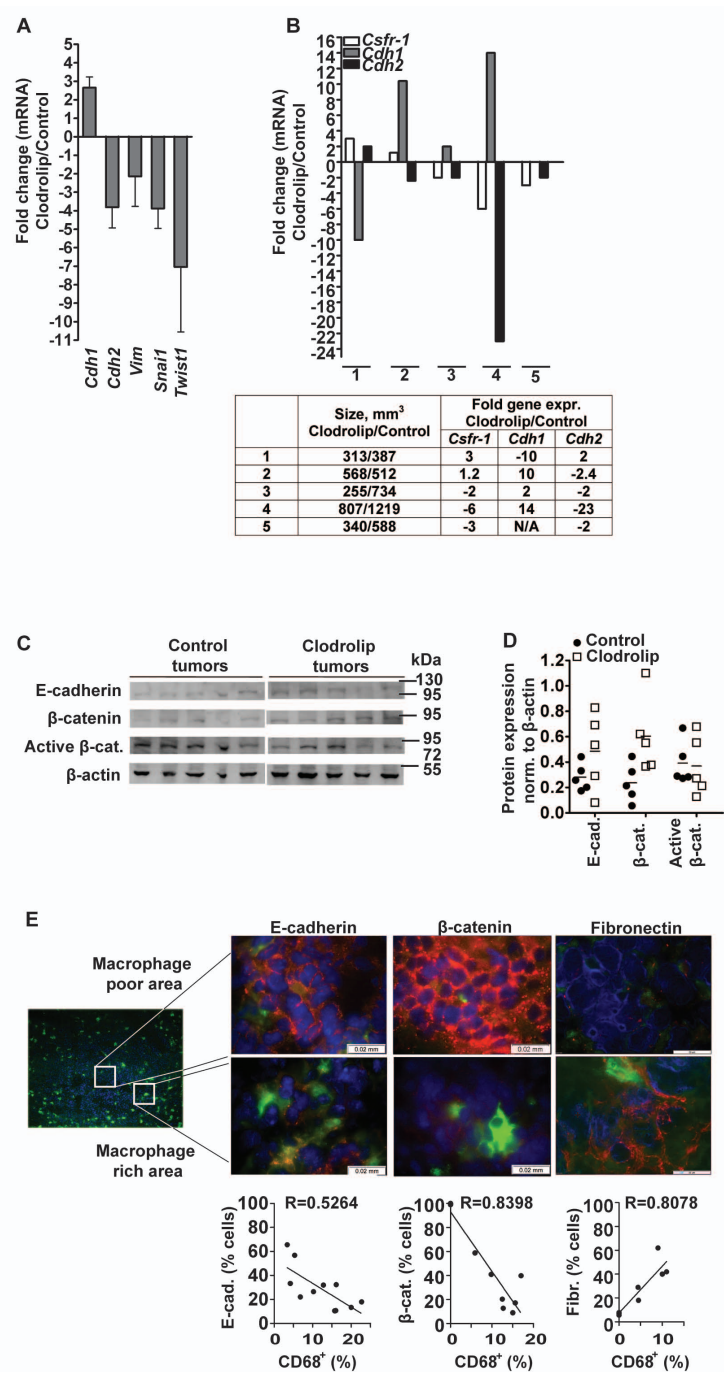 A
Fold change (mRNA)
Clodrolip/Control
5
4
3
2
1
0
-1
-2
-3
-4
-5
-6
-7
-8
-9
-10
-11
Cdh1
Cdh2
Vim
Snai1
Twist1
B
Csfr-1
Cdh1
Cdh2
Fold change (mRNA)
Clodrolip/Control
16
14
12
10
8
6
4
2
0
-2
-4
-6
-8
-10
-12
-14
-16
-18
-20
-22
-24
1 2 3 4 5
Size, mm³ Clodrolip/Control
Fold gene expr. Clodrolip/Control
Csfr-1 Cdh1 Cdh2
1 313/387 3 -10 2
2 568/512 1.2 10 -2.4
3 255/734 -2 2 -2
4 807/1219 -6 14 -23
5 340/588 -3 N/A -2
C
Control tumors
Clodrolip tumors
kDa
E-cadherin
β-catenin
Active β-cat.
β-actin
130
95
95
95
72
55
D
Control
Clodrolip
Protein expression
norm. to β-actin
1.2
1.0
0.8
0.6
0.4
0.2
0.0
E-cad.
β-cat.
Active
β-cat.
E
E-cadherin β-catenin Fibronectin
Macrophage
poor area
Macrophage
rich area
0.02 mm
0.02 mm
0.02 mm
0.02 mm
R=0.5264
E-cad. (% cells)
100
80
60
40
20
0 10 20
CD68⁺ (%)
R=0.8398
β-cat. (% cells)
100
80
60
40
20
0 10 20
CD68⁺ (%)
R=0.8078
Fibr. (% cells)
100
80
60
40
20
0 10
CD68⁺ (%)